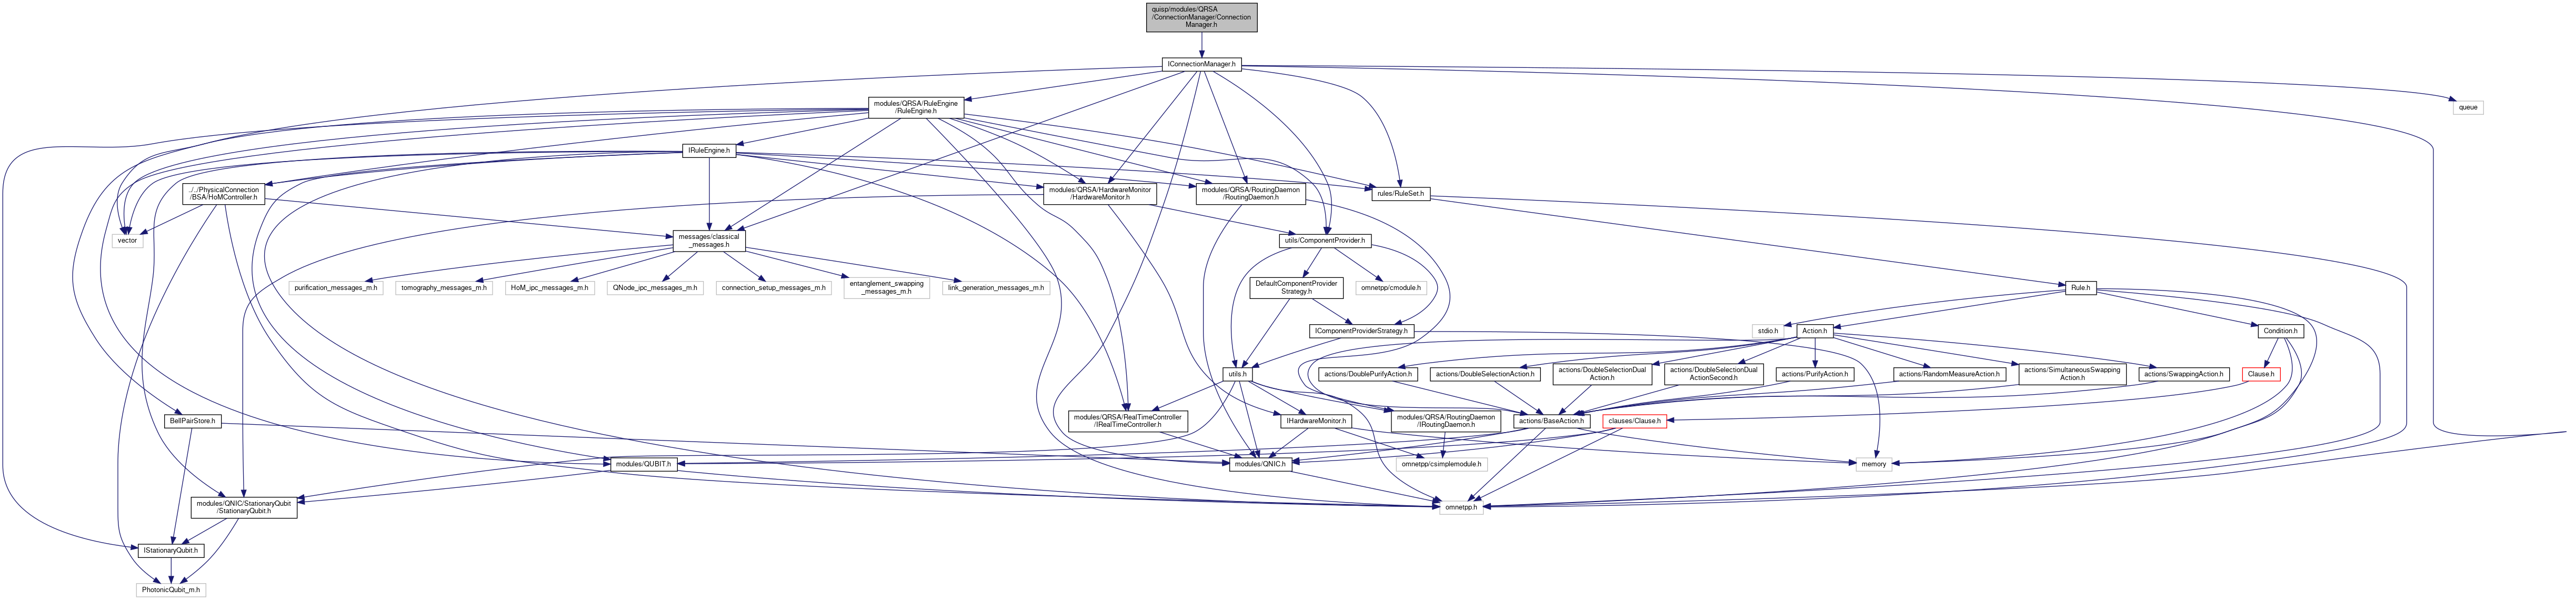 quisp/modules/QRSA
/ConnectionManager/Connection
Manager.h
IConnectionManager.h
modules/QRSA/RuleEngine
/RuleEngine.h
queue
IRuleEngine.h
../../PhysicalConnection
/BSA/HoMController.h
modules/QRSA/HardwareMonitor
/HardwareMonitor.h
modules/QRSA/RoutingDaemon
/RoutingDaemon.h
rules/RuleSet.h
vector
messages/classical
_messages.h
utils/ComponentProvider.h
purification_messages_m.h
tomography_messages_m.h
HoM_ipc_messages_m.h
QNode_ipc_messages_m.h
connection_setup_messages_m.h
entanglement_swapping
_messages_m.h
link_generation_messages_m.h
DefaultComponentProvider
Strategy.h
omnetpp/cmodule.h
Rule.h
IComponentProviderStrategy.h
stdio.h
Action.h
Condition.h
utils.h
actions/DoublePurifyAction.h
actions/DoubleSelectionAction.h
actions/DoubleSelectionDual
Action.h
actions/DoubleSelectionDual
ActionSecond.h
actions/PurifyAction.h
actions/RandomMeasureAction.h
actions/SimultaneousSwapping
Action.h
actions/SwappingAction.h
Clause.h
BellPairStore.h
modules/QRSA/RealTimeController
/IRealTimeController.h
IHardwareMonitor.h
modules/QRSA/RoutingDaemon
/IRoutingDaemon.h
actions/BaseAction.h
clauses/Clause.h
modules/QUBIT.h
modules/QNIC.h
omnetpp/csimplemodule.h
memory
modules/QNIC/StationaryQubit
/StationaryQubit.h
omnetpp.h
IStationaryQubit.h
PhotonicQubit_m.h